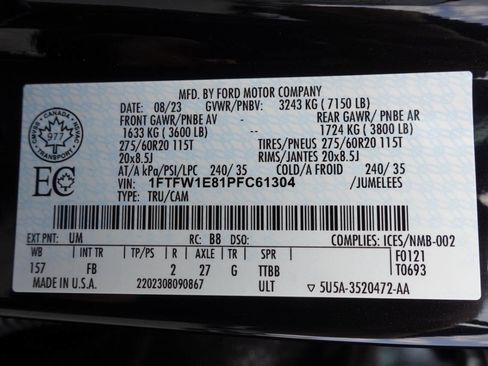 MFD. BY FORD MOTOR COMPANY
DATE: 08/23 GVWR/PNBV: 3243 KG ( 7150 LB)
FRONT GAWR/PNBE AV REAR GAWR/PNBE AR
1633 KG ( 3600 LB) 1724 KG ( 3800 LB)
275/60R20 115T TIRES/PNEUS 275/60R20 115T
20x8.5J RIMS/JANTES 20x8.5J
AT/A kPa/PSI/LPC 240/ 35 COLD/A FROID 240/ 35
VIN: 1FTFW1E81PFC61304 /JUMELEES
TYPE: TRU/CAM
CANADA
977
TRANSPORT
EC
EXT PNT: UM RC: B8 DSO: COMPLIES: ICES/NMB-002
WB INT TR TP/PS R AXLE TR SPR F0121
157 FB 2 27 G TTBB T0693
MADE IN U.S.A. 2202308090867 ULT 5U5A-3520472-AA